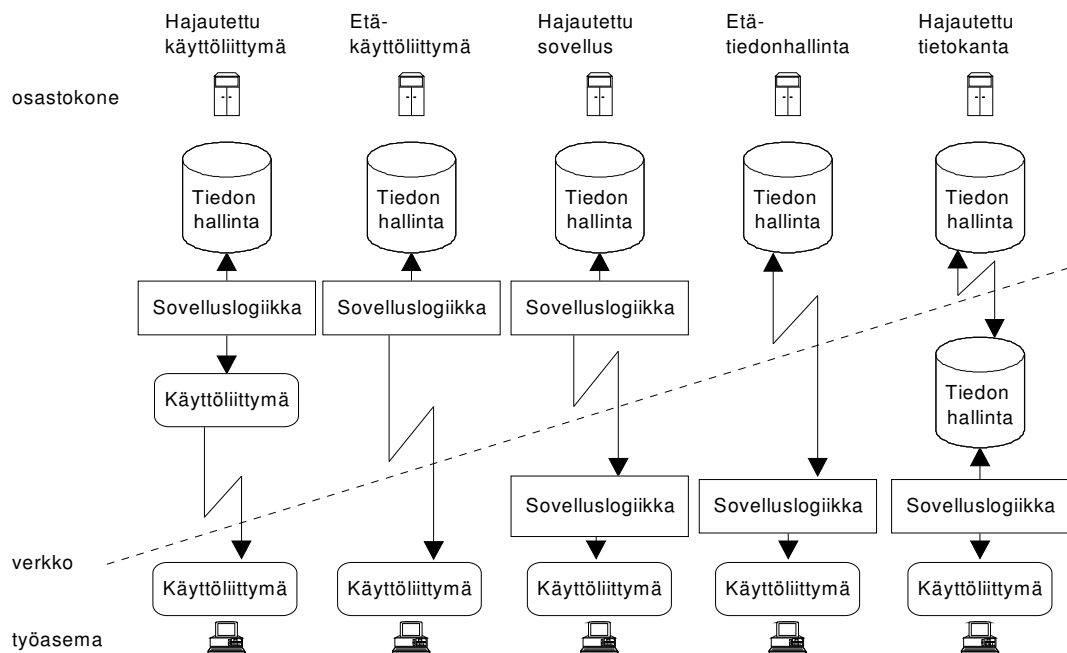 Hajautettu
käyttöliittymä
Etä-
käyttöliittymä
Hajautettu
sovellus
Etä-
tiedonhallinta
Hajautettu
tietokanta
osastokone
Tiedon
hallinta
Tiedon
hallinta
Tiedon
hallinta
Tiedon
hallinta
Tiedon
hallinta
Sovelluslogiikka
Sovelluslogiikka
Sovelluslogiikka
Käyttöliittymä
Tiedon
hallinta
Sovelluslogiikka
Sovelluslogiikka
Sovelluslogiikka
verkko
Käyttöliittymä
Käyttöliittymä
Käyttöliittymä
Käyttöliittymä
Käyttöliittymä
työasema